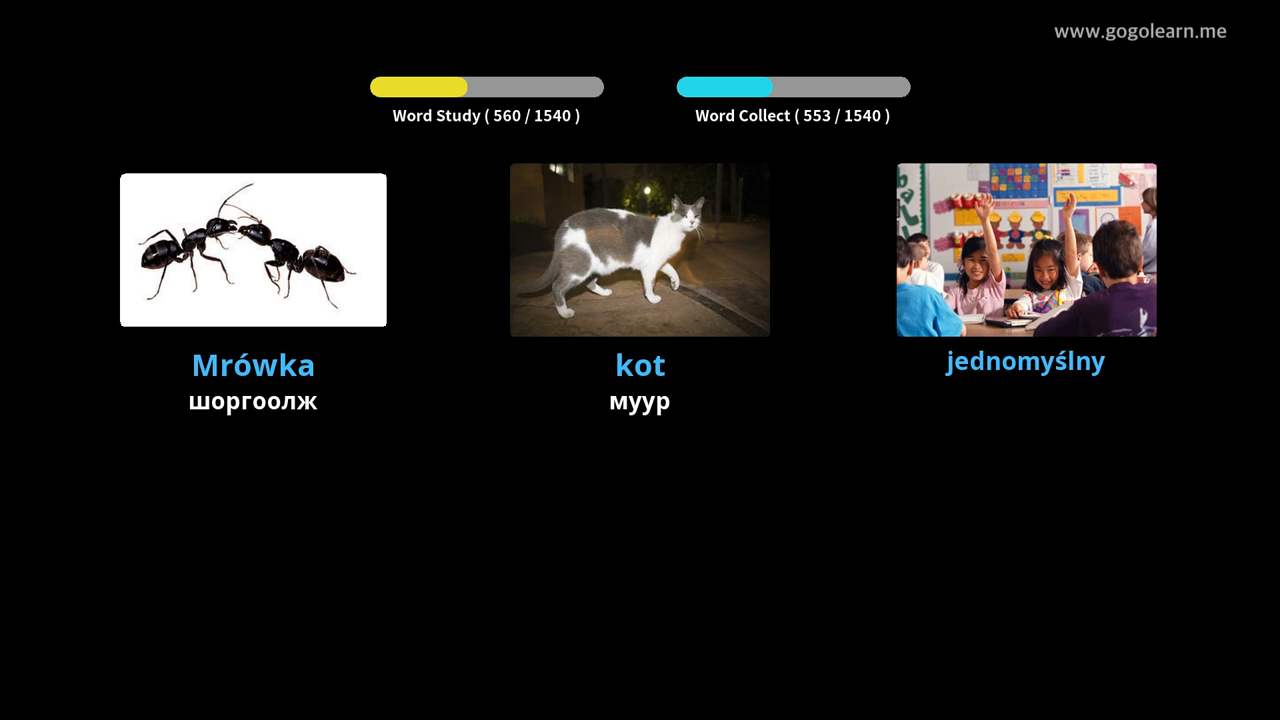 www.gogolearn.me
Word Study ( 560 / 1540 )
Word Collect ( 553 / 1540 )
Mrówka
шоргоолж
kot
муур
jednomyślny